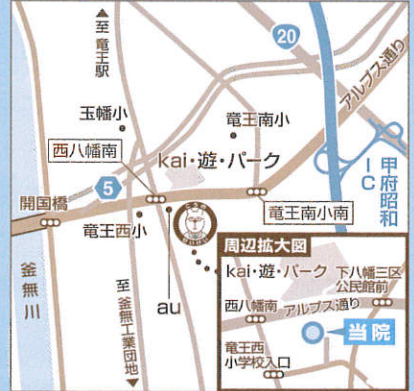 ▲至 竜王駅
20
アルプス通り
玉幡小
竜王南小
西八幡南
kai・遊・パーク
甲府昭和IC
5
開国橋
竜王南小南
竜王西小
釜無川
au
至 釜無工業団地▼
周辺拡大図
kai・遊・パーク
下八幡三区
公民館前
西八幡南
アルプス通り
当院
竜王西
小学校入口